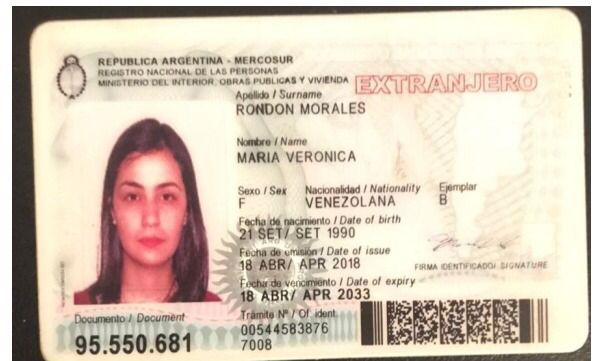 REPUBLICA ARGENTINA - MERCOSUR
REGISTRO NACIONAL DE LAS PERSONAS
MINISTERIO DEL INTERIOR, OBRAS PUBLICAS Y VIVIENDA
EXTRANJERO
Apellido / Surname
RONDON MORALES
Nombre / Name
MARIA VERONICA
Sexo / Sex Nacionalidad / Nationality Ejemplar
F VENEZOLANA B
Fecha de nacimiento / Date of birth
21 SET/ SET 1990
Fecha de emisión / Date of issue
18 ABR/ APR 2018
FIRMA IDENTIFICADO/ SIGNATURE
Fecha de vencimiento / Date of expiry
18 ABR/ APR 2033
Documento / Document
95.550.681
Trámite Nº / Of. ident.
00544583876
7008